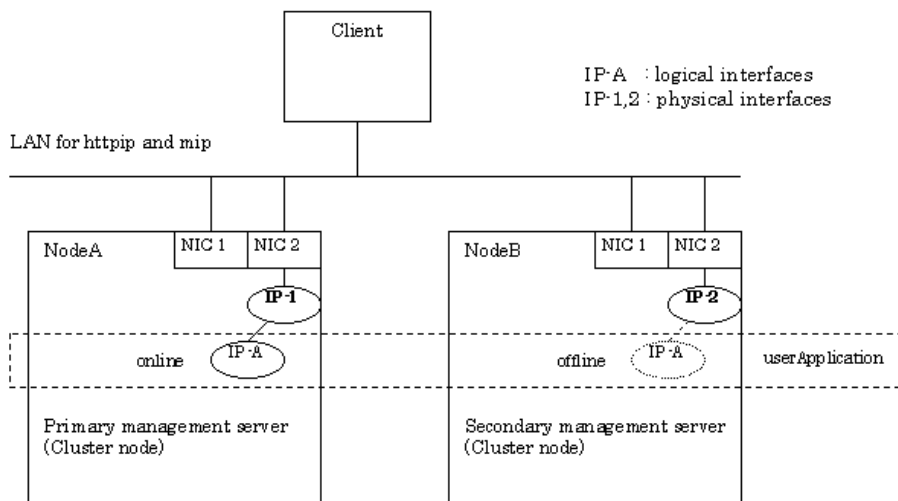 Client
IP-A : logical interfaces
IP-1,2 : physical interfaces
LAN for httpip and mip
NodeA
NIC 1
NIC 2
NodeB
NIC 1
NIC 2
IP-1
IP-2
online
IP-A
offline
IP-A
userApplication
Primary management server
(Cluster node)
Secondary management server
(Cluster node)